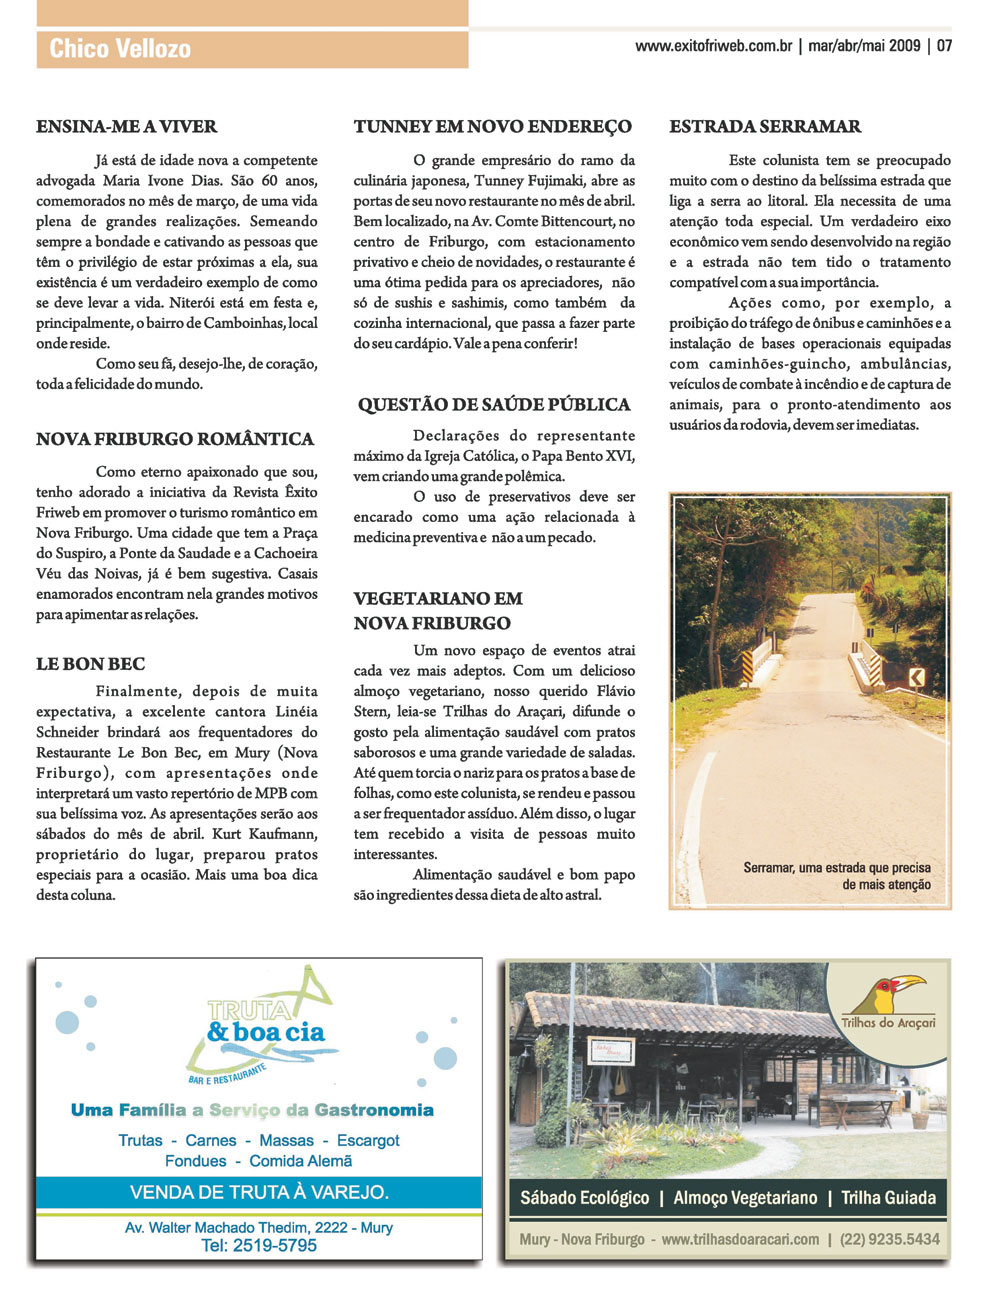 Chico Vellozo
www.exitofriweb.com.br | mar/abr/mai 2009 | 07
ENSINA-ME A VIVER
Já está de idade nova a competente
advogada Maria Ivone Dias. São 60 anos,
comemorados no mês de março, de uma vida
plena de grandes realizações. Semeando
sempre a bondade e cativando as pessoas que
têm o privilégio de estar próximas a ela, sua
existência é um verdadeiro exemplo de como
se deve levar a vida. Niterói está em festa e,
principalmente, o bairro de Camboinhas, local
onde reside.
Como seu fã, desejo-lhe, de coração,
toda a felicidade do mundo.
NOVA FRIBURGO ROMÂNTICA
Como eterno apaixonado que sou,
tenho adorado a iniciativa da Revista Êxito
Friweb em promover o turismo romântico em
Nova Friburgo. Uma cidade que tem a Praça
do Suspiro, a Ponte da Saudade e a Cachoeira
Véu das Noivas, já é bem sugestiva. Casais
enamorados encontram nela grandes motivos
para apimentar as relações.
LE BON BEC
Finalmente, depois de muita
expectativa, a excelente cantora Linéia
Schneider brindará aos frequentadores do
Restaurante Le Bon Bec, em Mury (Nova
Friburgo), com apresentações onde
interpretará um vasto repertório de MPB com
sua belíssima voz. As apresentações serão aos
sábados do mês de abril. Kurt Kaufmann,
proprietário do lugar, preparou pratos
especiais para a ocasião. Mais uma boa dica
desta coluna.
TUNNEY EM NOVO ENDEREÇO
O grande empresário do ramo da
culinária japonesa, Tunney Fujimaki, abre as
portas de seu novo restaurante no mês de abril.
Bem localizado, na Av. Comte Bittencourt, no
centro de Friburgo, com estacionamento
privativo e cheio de novidades, o restaurante é
uma ótima pedida para os apreciadores, não
só de sushis e sashimis, como também da
cozinha internacional, que passa a fazer parte
do seu cardápio. Vale a pena conferir!
QUESTÃO DE SAÚDE PÚBLICA
Declarações do representante
máximo da Igreja Católica, o Papa Bento XVI,
vem criando uma grande polêmica.
O uso de preservativos deve ser
encarado como uma ação relacionada à
medicina preventiva e não a um pecado.
VEGETARIANO EM
NOVA FRIBURGO
Um novo espaço de eventos atrai
cada vez mais adeptos. Com um delicioso
almoço vegetariano, nosso querido Flávio
Stern, leia-se Trilhas do Araçari, difunde o
gosto pela alimentação saudável com pratos
saborosos e uma grande variedade de saladas.
Até quem torcia o nariz para os pratos a base de
folhas, como este colunista, se rendeu e passou
a ser frequentador assíduo. Além disso, o lugar
tem recebido a visita de pessoas muito
interessantes.
Alimentação saudável e bom papo
são ingredientes dessa dieta de alto astral.
ESTRADA SERRAMAR
Este colunista tem se preocupado
muito com o destino da belíssima estrada que
liga a serra ao litoral. Ela necessita de uma
atenção toda especial. Um verdadeiro eixo
econômico vem sendo desenvolvido na região
e a estrada não tem tido o tratamento
compatível com a sua importância.
Ações como, por exemplo, a
proibição do tráfego de ônibus e caminhões e a
instalação de bases operacionais equipadas
com caminhões-guincho, ambulâncias,
veículos de combate à incêndio e de captura de
animais, para o pronto-atendimento aos
usuários da rodovia, devem ser imediatas.
Serramar, uma estrada que precisa
de mais atenção
TRUTA
& boa cia
BAR E RESTAURANTE
Uma Família a Serviço da Gastronomia
Trutas - Carnes - Massas - Escargot
Fondues - Comida Alemã
VENDA DE TRUTA À VAREJO.
Av. Walter Machado Thedim, 2222 - Mury
Tel: 2519-5795
Trilhas do Araçari
Sábado Ecológico | Almoço Vegetariano | Trilha Guiada
Mury - Nova Friburgo - www.trilhasdoaracari.com | (22) 9235.5434